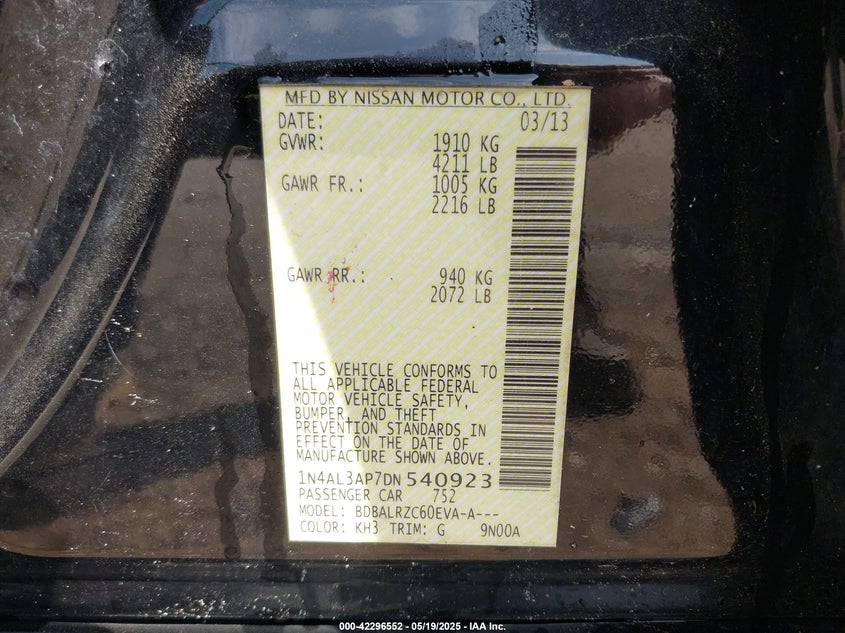 MFD BY NISSAN MOTOR CO., LTD.
DATE: 03/13
GVWR: 1910 KG
4211 LB
GAWR FR.: 1005 KG
2216 LB
GAWR RR.: 940 KG
2072 LB
THIS VEHICLE CONFORMS TO
ALL APPLICABLE FEDERAL
MOTOR VEHICLE SAFETY,
BUMPER, AND THEFT
PREVENTION STANDARDS IN
EFFECT ON THE DATE OF
MANUFACTURE SHOWN ABOVE.
1N4AL3AP7DN 540923
PASSENGER CAR 752
MODEL: BDBALRZC60EVA-A---
COLOR: KH3 TRIM: G 9N00A
000-42296552 - 05/19/2025 - IAA Inc.